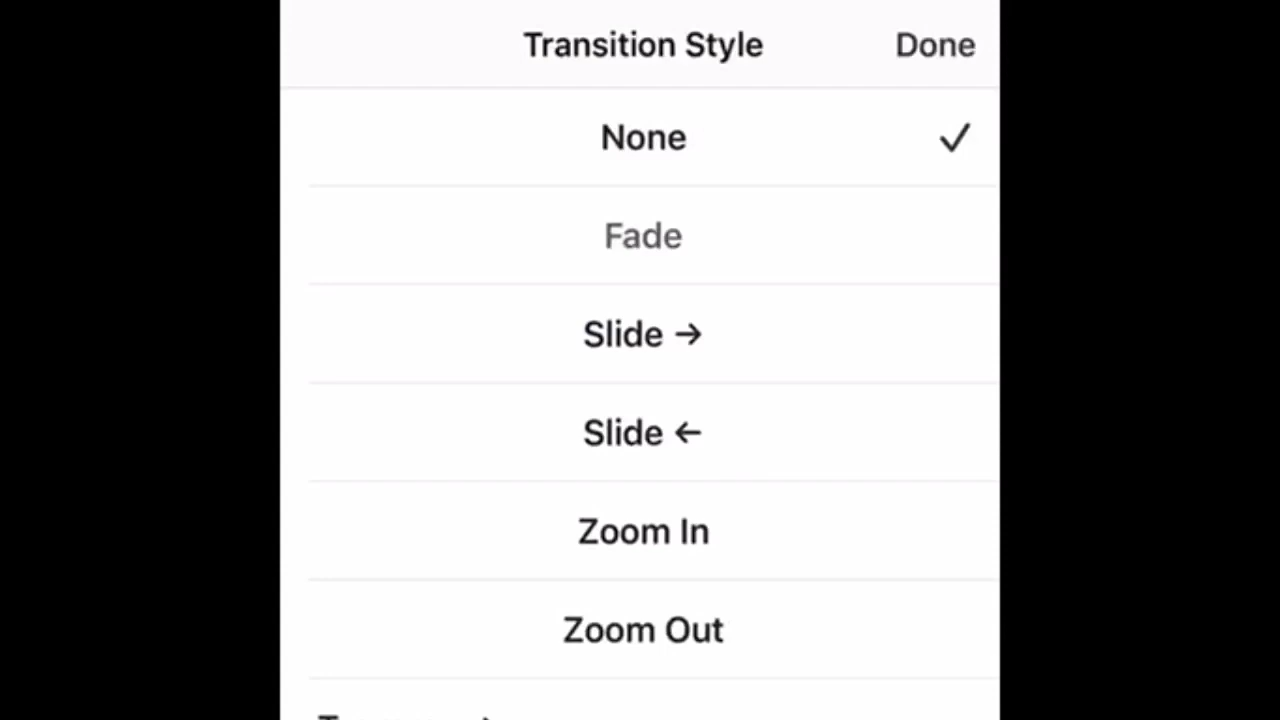 Transition Style Done
None ✓
Fade
Slide →
Slide ←
Zoom In
Zoom Out